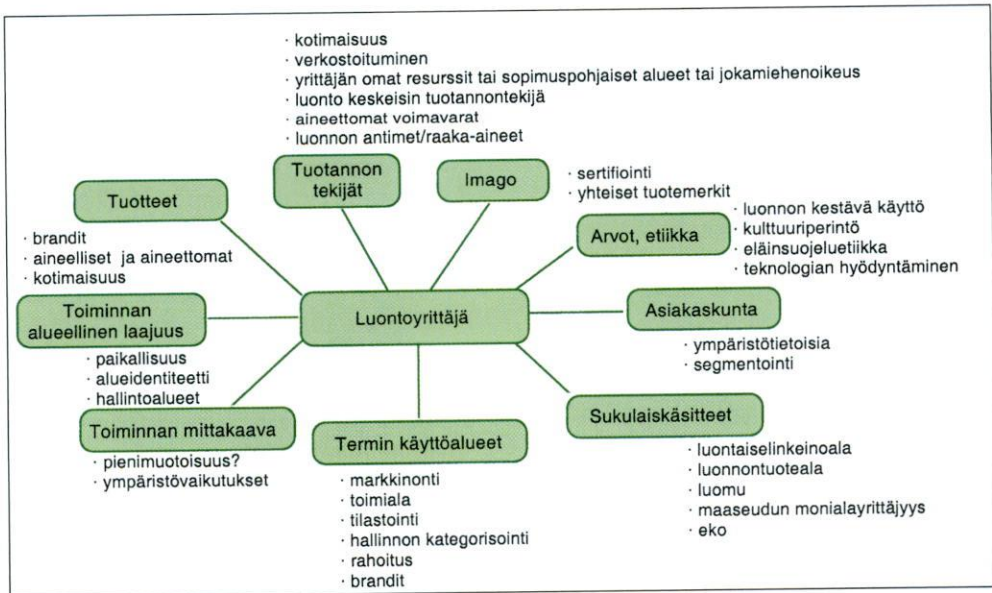 · kotimaisuus
· verkostoituminen
· yrittäjän omat resurssit tai sopimuspohjaiset alueet tai jokamiehenoikeus
· luonto keskeisin tuotannontekijä
· aineettomat voimavarat
· luonnon antimet/raaka-aineet
Tuotannon
tekijät
Imago
· sertifiointi
· yhteiset tuotemerkit
Tuotteet
· brandit
· aineelliset ja aineettomat
· kotimaisuus
Arvot, etiikka
· luonnon kestävä käyttö
· kulttuuriperintö
· eläinsuojeluetiikka
· teknologian hyödyntäminen
Toiminnan
alueellinen laajuus
· paikallisuus
· alueidentiteetti
· hallintoalueet
Luontoyrittäjä
Asiakaskunta
· ympäristötietoisia
· segmentointi
Toiminnan mittakaava
· pienimuotoisuus?
· ympäristövaikutukset
Termin käyttöalueet
· markkinonti
· toimiala
· tilastointi
· hallinnon kategorisointi
· rahoitus
· brandit
Sukulaiskäsitteet
· luontaiselinkeinoala
· luonnontuoteala
· luomu
· maaseudun monialayrittäjyys
· eko